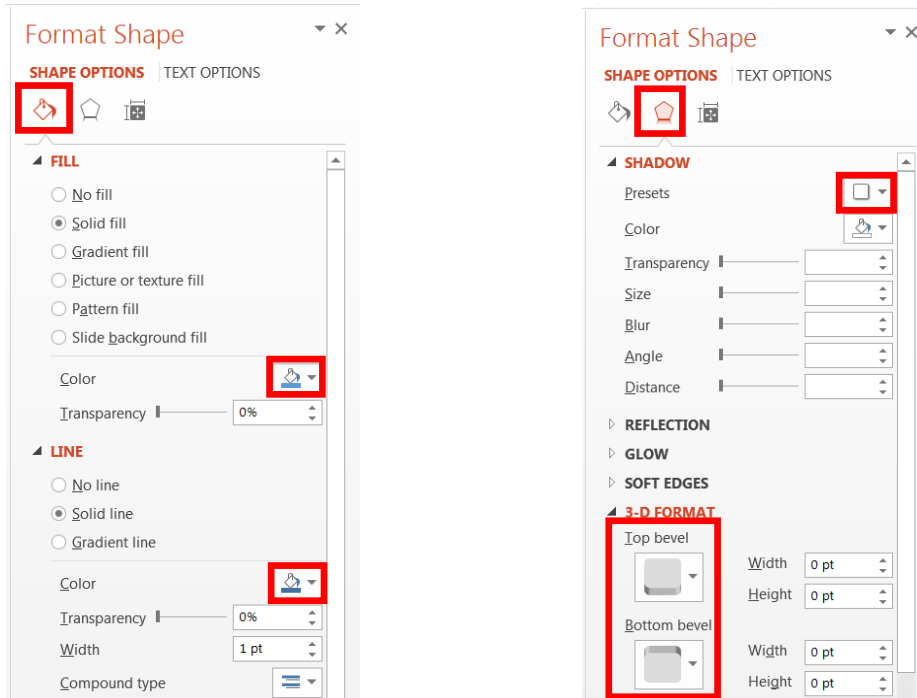 Format Shape
SHAPE OPTIONS TEXT OPTIONS
FILL
No fill
Solid fill
Gradient fill
Picture or texture fill
Pattern fill
Slide background fill
Color
Transparency 0%
LINE
No line
Solid line
Gradient line
Color
Transparency 0%
Width 1 pt
Compound type
Format Shape
SHAPE OPTIONS TEXT OPTIONS
SHADOW
Presets
Color
Transparency
Size
Blur
Angle
Distance
REFLECTION
GLOW
SOFT EDGES
3-D FORMAT
Top bevel
Width 0 pt
Height 0 pt
Bottom bevel
Width 0 pt
Height 0 pt